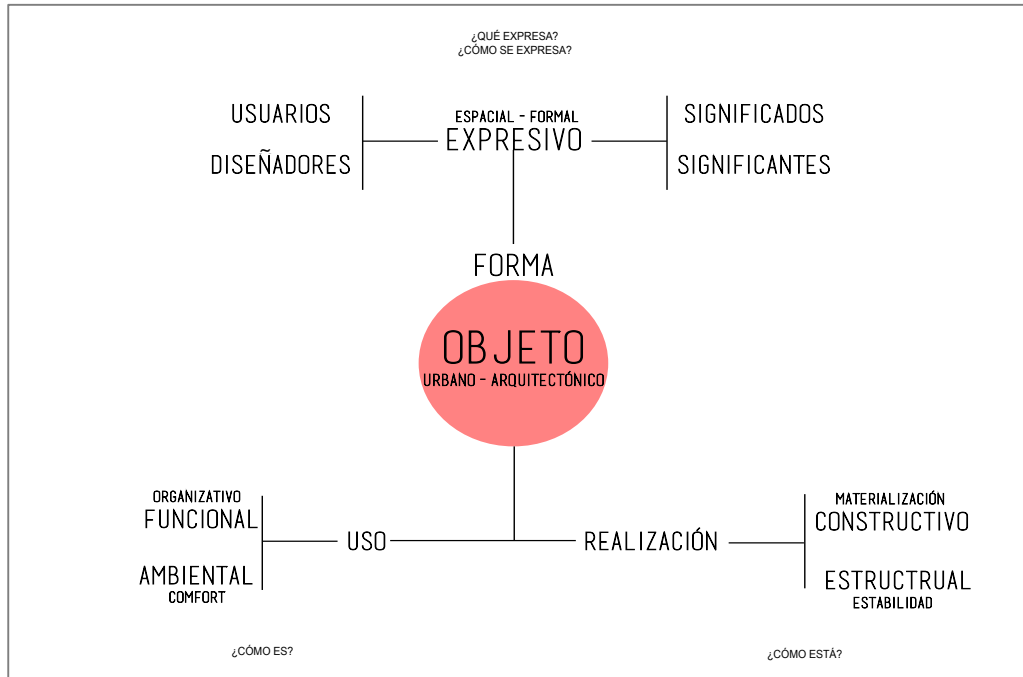 ¿QUÉ EXPRESA?
¿CÓMO SE EXPRESA?
USUARIOS
DISEÑADORES
ESPACIAL - FORMAL
EXPRESIVO
SIGNIFICADOS
SIGNIFICANTES
FORMA
OBJETO
URBANO - ARQUITECTÓNICO
ORGANIZATIVO
FUNCIONAL
AMBIENTAL
COMFORT
USO
REALIZACIÓN
MATERIALIZACIÓN
CONSTRUCTIVO
ESTRUCTRUAL
ESTABILIDAD
¿CÓMO ES?
¿CÓMO ESTÁ?